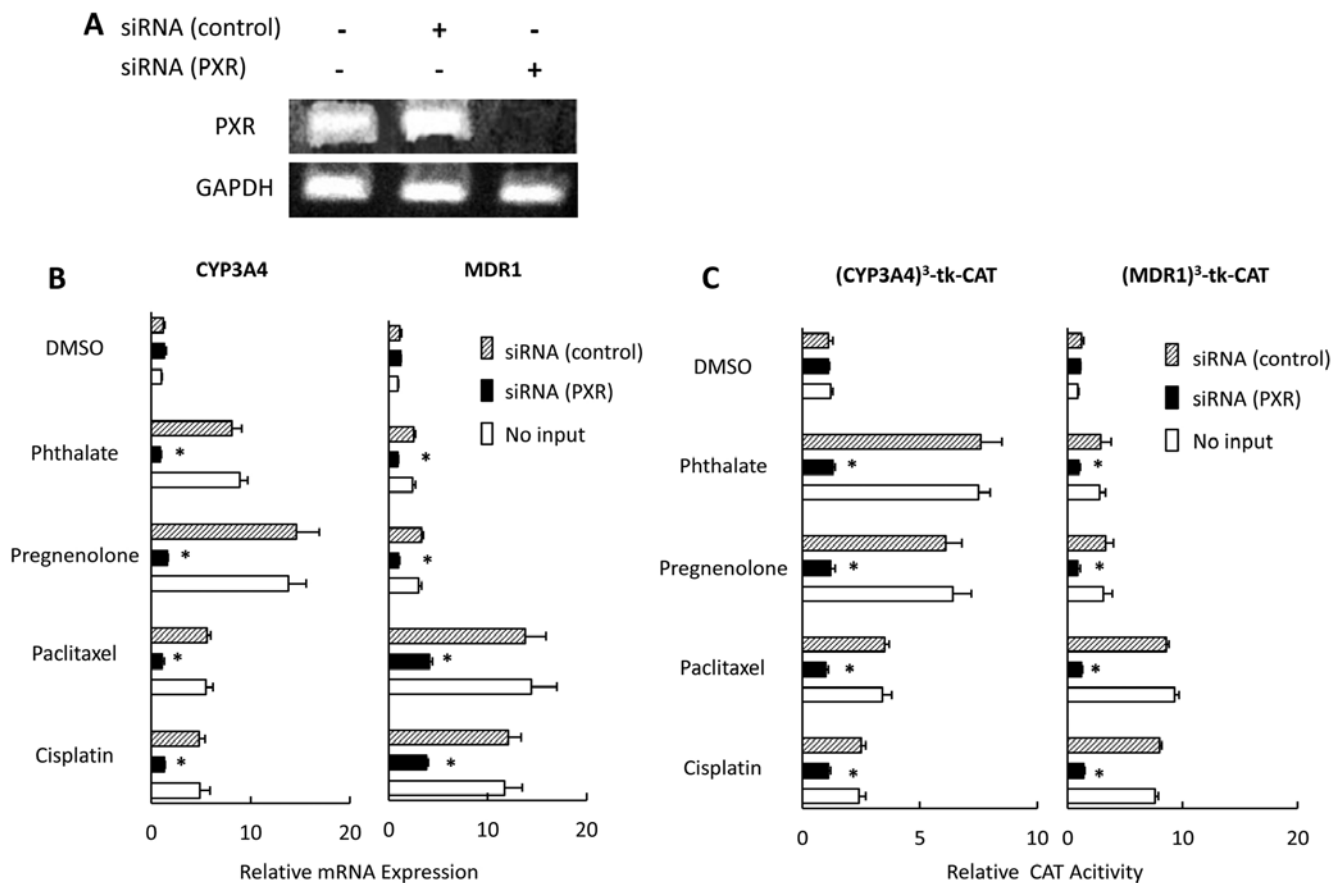 A
siRNA (control) - + -
siRNA (PXR) - - +
PXR
GAPDH
B CYP3A4 MDR1
DMSO
Phthalate *  *
Pregnenolone *  *
Paclitaxel *  *
Cisplatin *  *
siRNA (control)
siRNA (PXR)
No input
0 10 20 0 10 20
Relative mRNA Expression
C (CYP3A4)³-tk-CAT (MDR1)³-tk-CAT
DMSO
Phthalate *  *
Pregnenolone *  *
Paclitaxel *  *
Cisplatin *  *
siRNA (control)
siRNA (PXR)
No input
0 5 10 0 10 20
Relative CAT Acitivity